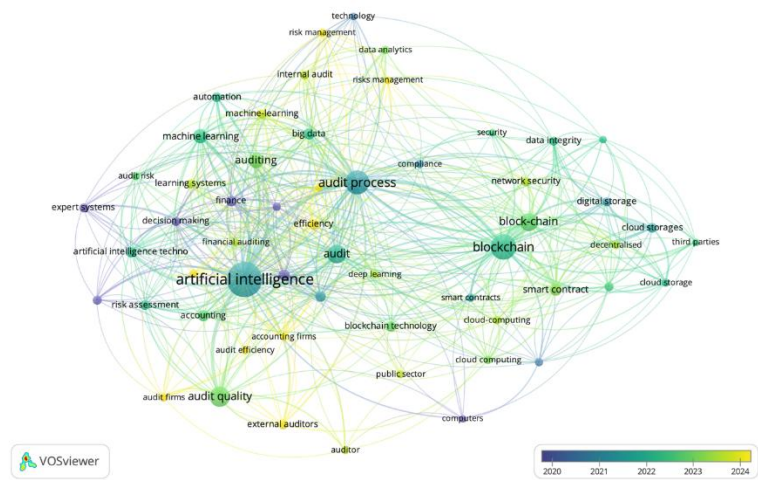 technology
risk management
data analytics
internal audit
risks management
automation
machine-learning
machine learning
big data
security
data integrity
auditing
compliance
audit risk
learning systems
audit process
network security
expert systems
finance
digital storage
decision making
efficiency
block-chain
cloud storages
financial auditing
blockchain
decentralised
third parties
artificial intelligence techno
audit
artificial intelligence
deep learning
cloud storage
smart contract
risk assessment
smart contracts
accounting
blockchain technology
cloud-computing
accounting firms
audit efficiency
cloud computing
public sector
audit firms
audit quality
external auditors
computers
auditor
VOSviewer
2020 2021 2022 2023 2024